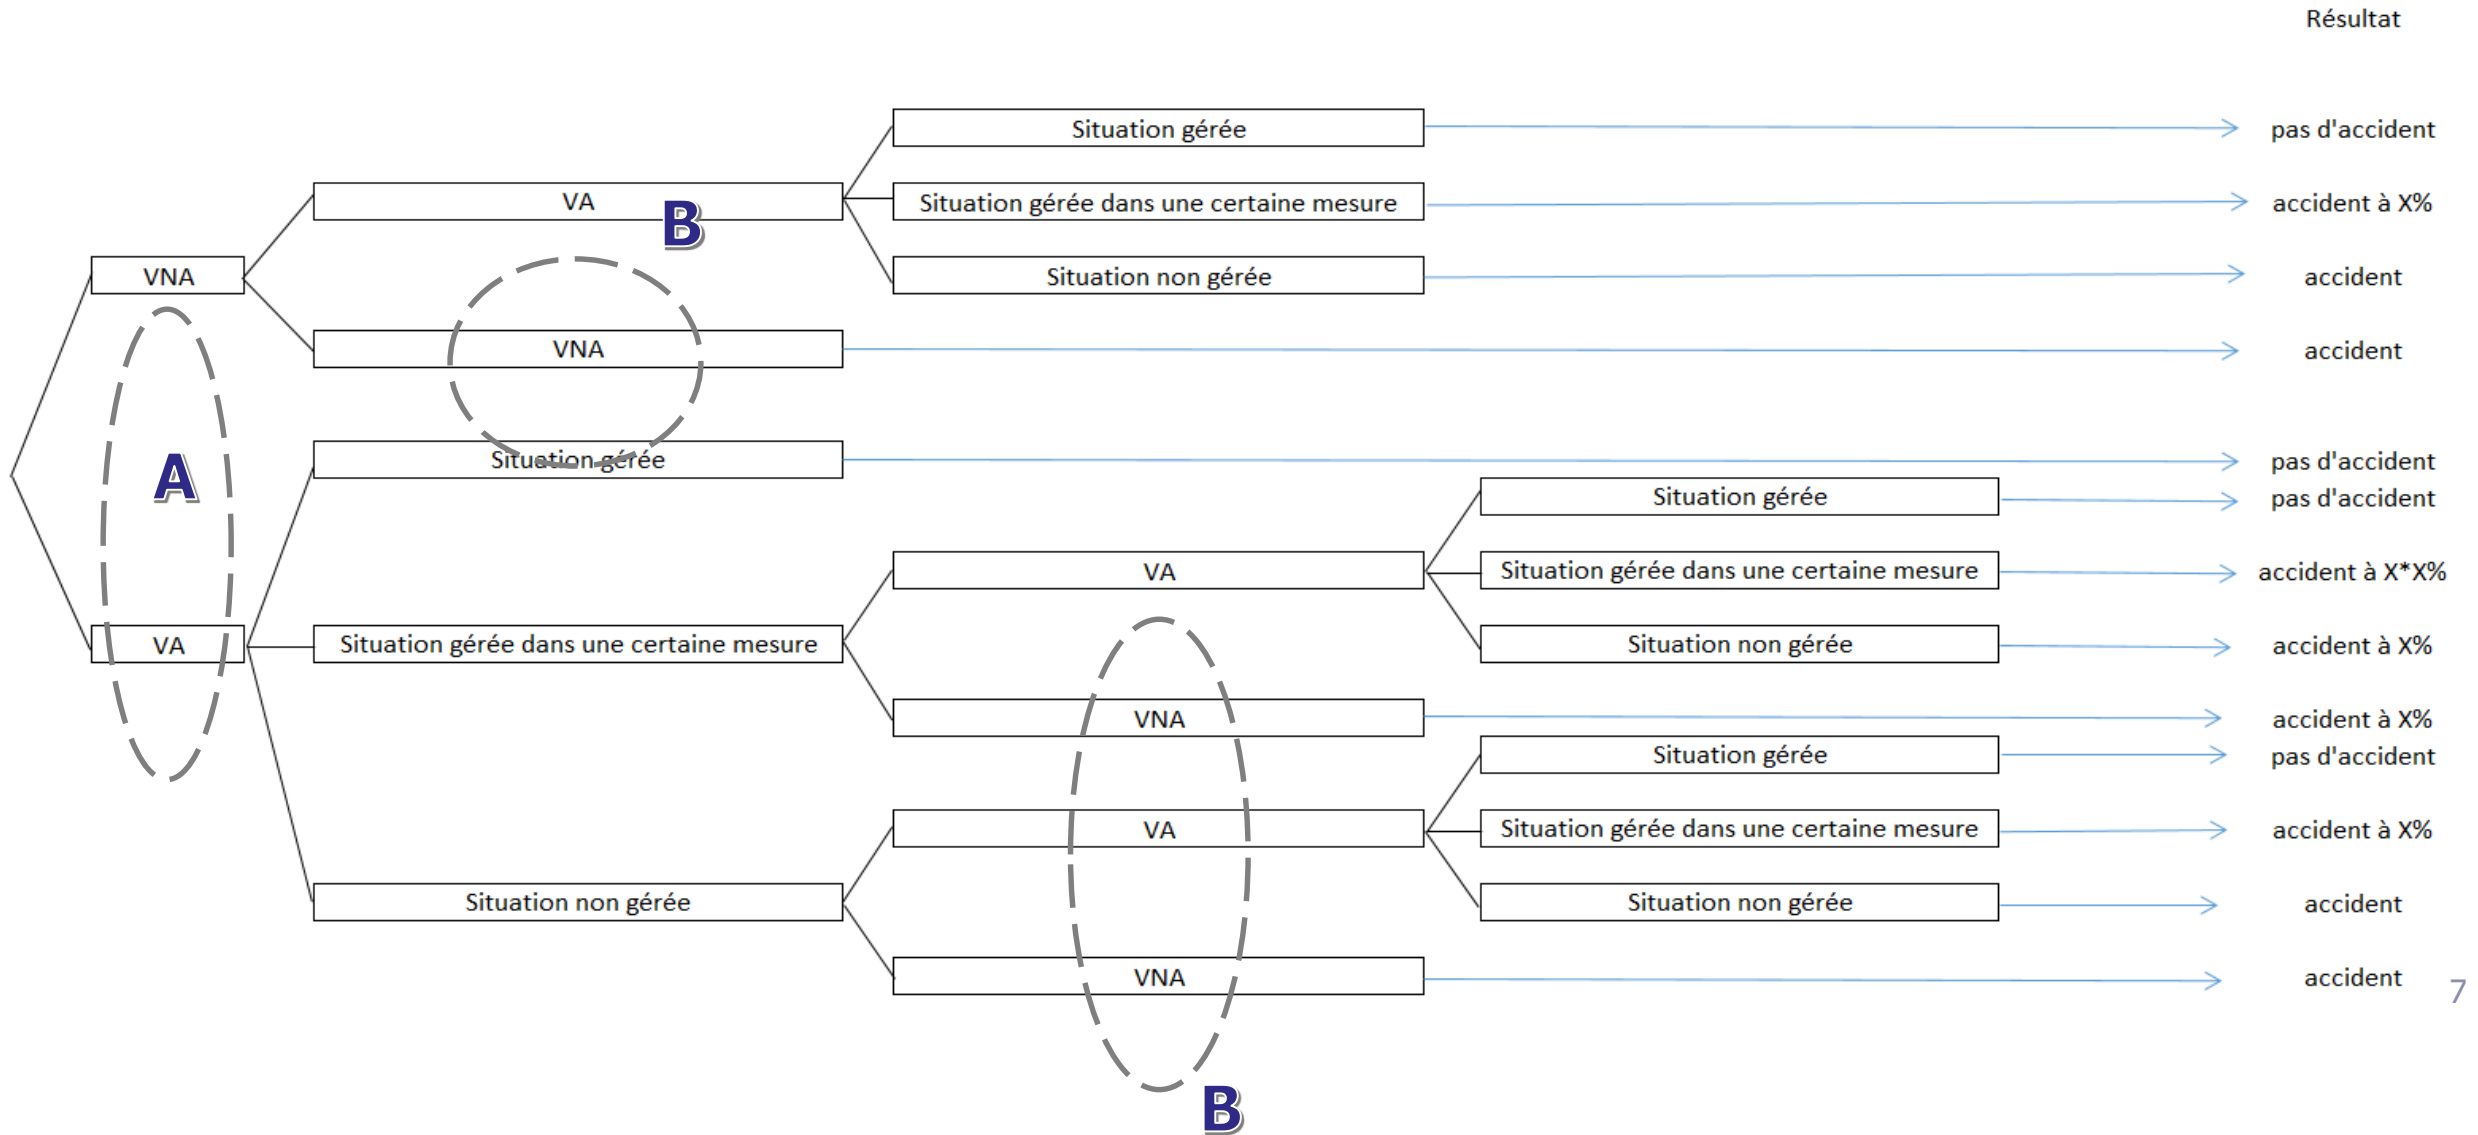 Résultat
Situation gérée
pas d'accident
VA
B
Situation gérée dans une certaine mesure
accident à X%
VNA
Situation non gérée
accident
VNA
accident
A
Situation gérée
pas d'accident
Situation gérée
pas d'accident
VA
Situation gérée dans une certaine mesure
accident à X*X%
VA
Situation gérée dans une certaine mesure
Situation non gérée
accident à X%
VNA
accident à X%
Situation gérée
pas d'accident
VA
Situation gérée dans une certaine mesure
accident à X%
Situation non gérée
Situation non gérée
accident
VNA
accident
7
B